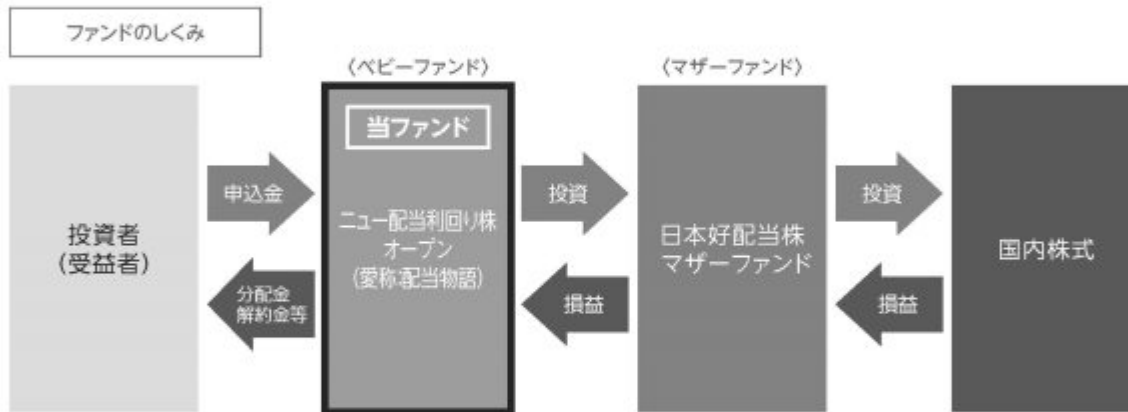 ファンドのしくみ
〈ベビーファンド〉
〈マザーファンド〉
投資者
(受益者)
申込金
分配金
解約金等
当ファンド
ニュー配当利回り株
オープン
(愛称:配当物語)
投資
損益
日本好配当株
マザーファンド
投資
損益
国内株式